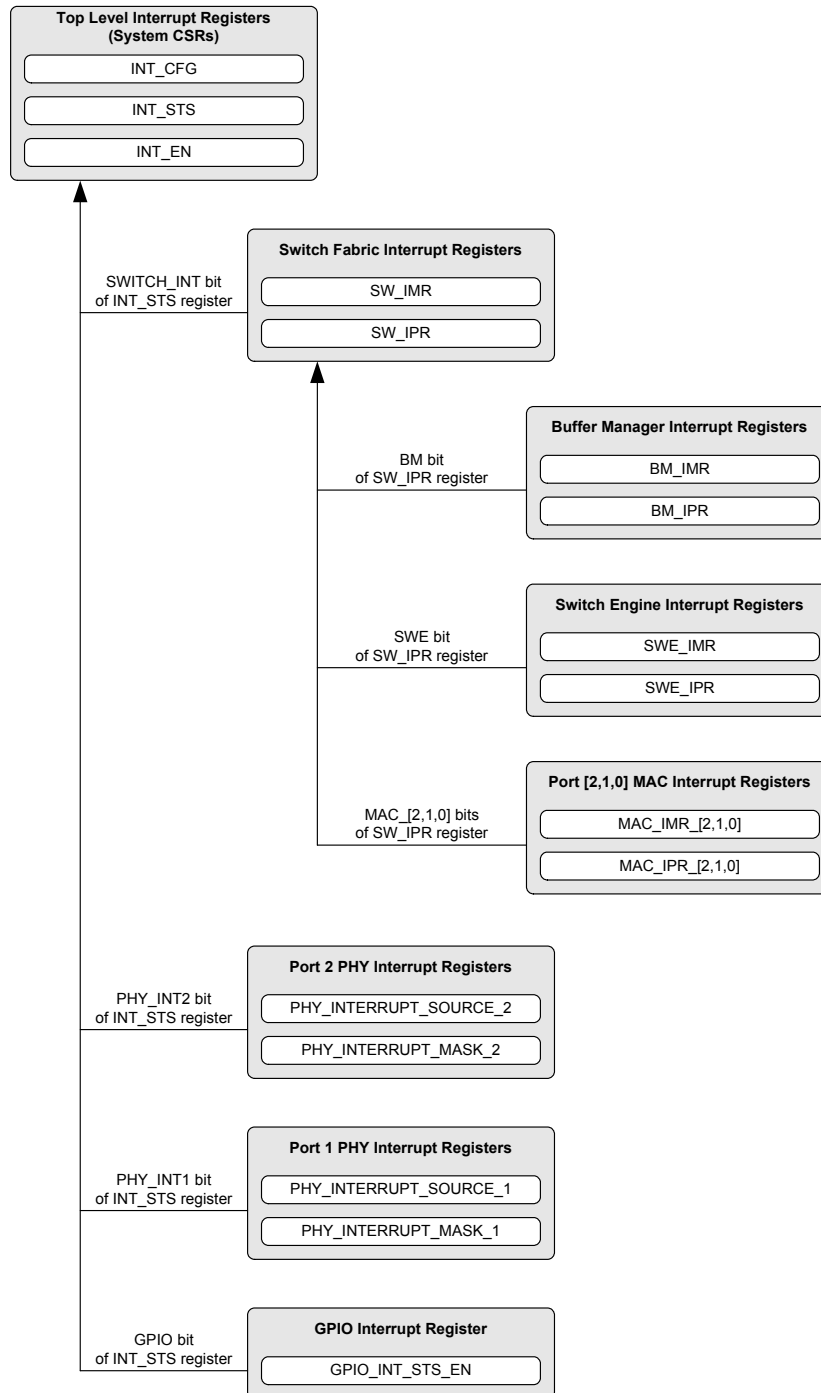 Top Level Interrupt Registers
(System CSRs)
INT_CFG
INT_STS
INT_EN
Switch Fabric Interrupt Registers
SW_IMR
SW_IPR
SWITCH_INT bit
of INT_STS register
Buffer Manager Interrupt Registers
BM_IMR
BM_IPR
BM bit
of SW_IPR register
Switch Engine Interrupt Registers
SWE_IMR
SWE_IPR
SWE bit
of SW_IPR register
Port [2,1,0] MAC Interrupt Registers
MAC_IMR_[2,1,0]
MAC_IPR_[2,1,0]
MAC_[2,1,0] bits
of SW_IPR register
Port 2 PHY Interrupt Registers
PHY_INTERRUPT_SOURCE_2
PHY_INTERRUPT_MASK_2
PHY_INT2 bit
of INT_STS register
Port 1 PHY Interrupt Registers
PHY_INTERRUPT_SOURCE_1
PHY_INTERRUPT_MASK_1
PHY_INT1 bit
of INT_STS register
GPIO Interrupt Register
GPIO_INT_STS_EN
GPIO bit
of INT_STS register